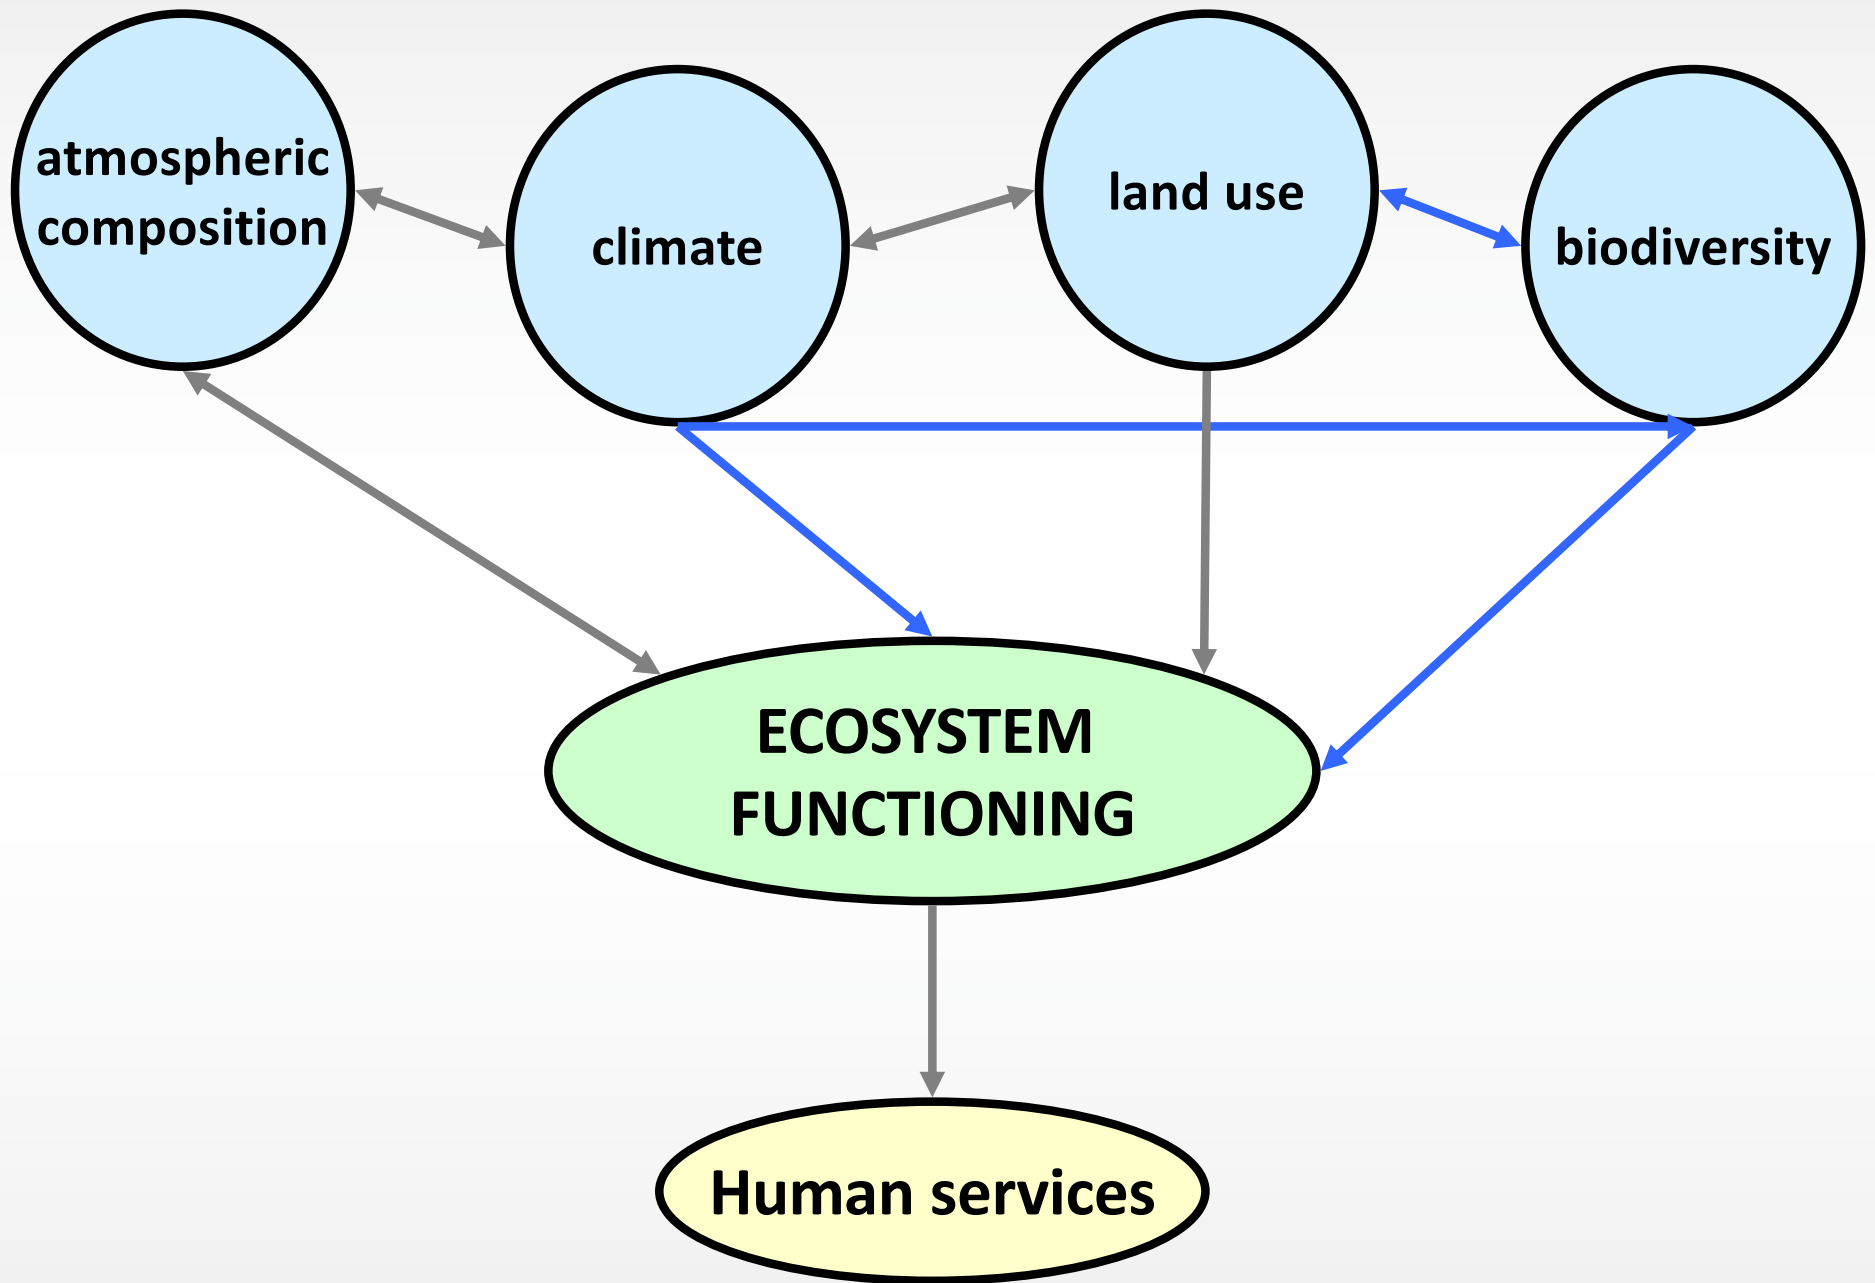 atmospheric
composition
climate
land use
biodiversity
ECOSYSTEM
FUNCTIONING
Human services